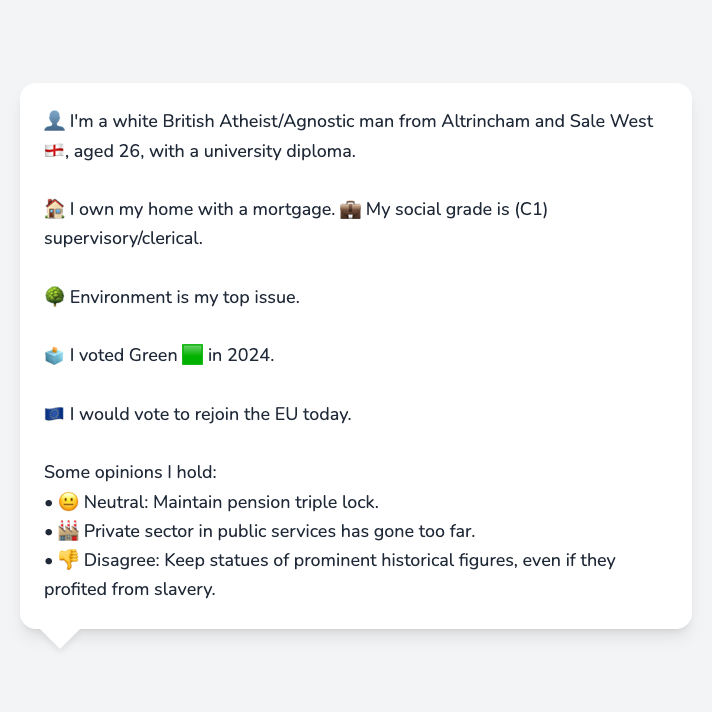 👤 I'm a white British Atheist/Agnostic man from Altrincham and Sale West
🏴󠁧󠁢󠁥󠁮󠁧󠁿, aged 26, with a university diploma.
🏠 I own my home with a mortgage. 💼 My social grade is (C1)
supervisory/clerical.
🌳 Environment is my top issue.
🗳️ I voted Green 🟩 in 2024.
🇪🇺 I would vote to rejoin the EU today.
Some opinions I hold:
• 😐 Neutral: Maintain pension triple lock.
• 🏭 Private sector in public services has gone too far.
• 👎 Disagree: Keep statues of prominent historical figures, even if they
profited from slavery.